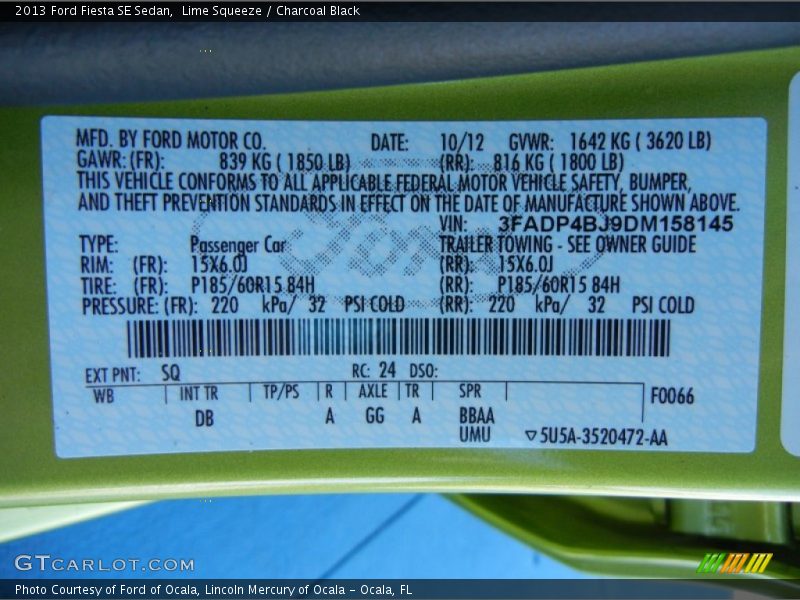 2013 Ford Fiesta SE Sedan,  Lime Squeeze / Charcoal Black
MFD. BY FORD MOTOR CO. DATE: 10/12 GVWR: 1642 KG ( 3620 LB)
GAWR: (FR): 839 KG ( 1850 LB) (RR): 816 KG ( 1800 LB)
THIS VEHICLE CONFORMS TO ALL APPLICABLE FEDERAL MOTOR VEHICLE SAFETY, BUMPER,
AND THEFT PREVENTION STANDARDS IN EFFECT ON THE DATE OF MANUFACTURE SHOWN ABOVE.
VIN: 3FADP4BJ9DM158145
TYPE: Passenger Car TRAILER TOWING - SEE OWNER GUIDE
RIM: (FR): 15X6.0J (RR): 15X6.0J
TIRE: (FR): P185/60R15 84H (RR): P185/60R15 84H
PRESSURE: (FR): 220 kPa/ 32 PSI COLD (RR): 220 kPa/ 32 PSI COLD
EXT PNT: SQ RC: 24 DSO:
WB INT TR TP/PS R AXLE TR SPR F0066
DB A GG A BBAA
UMU ▽5U5A-3520472-AA
Ford
GTCARLOT.COM
Photo Courtesy of Ford of Ocala, Lincoln Mercury of Ocala - Ocala, FL